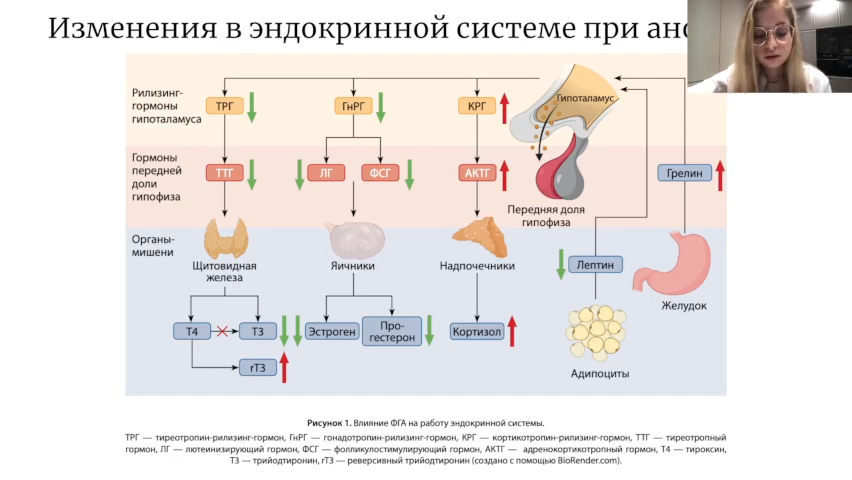 Изменения в эндокринной системе при
Рилизинг-
гормоны
гипоталамуса
ТРГ
ГнРГ
КРГ
Гипоталамус
Гормоны
передней
доли
гипофиза
ТТГ
ЛГ
ФСГ
АКТГ
Грелин
Передняя доля
гипофиза
Органы-
мишени
Щитовидная
железа
Яичники
Надпочечники
Лептин
Желудок
Т4
Т3
Эстроген
Про-
гестерон
Кортизол
rТ3
Адипоциты
Рисунок 1. Влияние ФГА на работу эндокринной системы.
ТРГ — тиреотропин-рилизинг-гормон, ГнРГ — гонадотропин-рилизинг-гормон, КРГ — кортикотропин-рилизинг-гормон, ТТГ — тиреотропный
гормон, ЛГ — лютеинизирующий гормон, ФСГ — фолликулостимулирующий гормон, АКТГ — адренокортикотропный гормон, Т4 — тироксин,
Т3 — трийодтиронин, rТ3 — реверсивный трийодтиронин (создано с помощью BioRender.com).